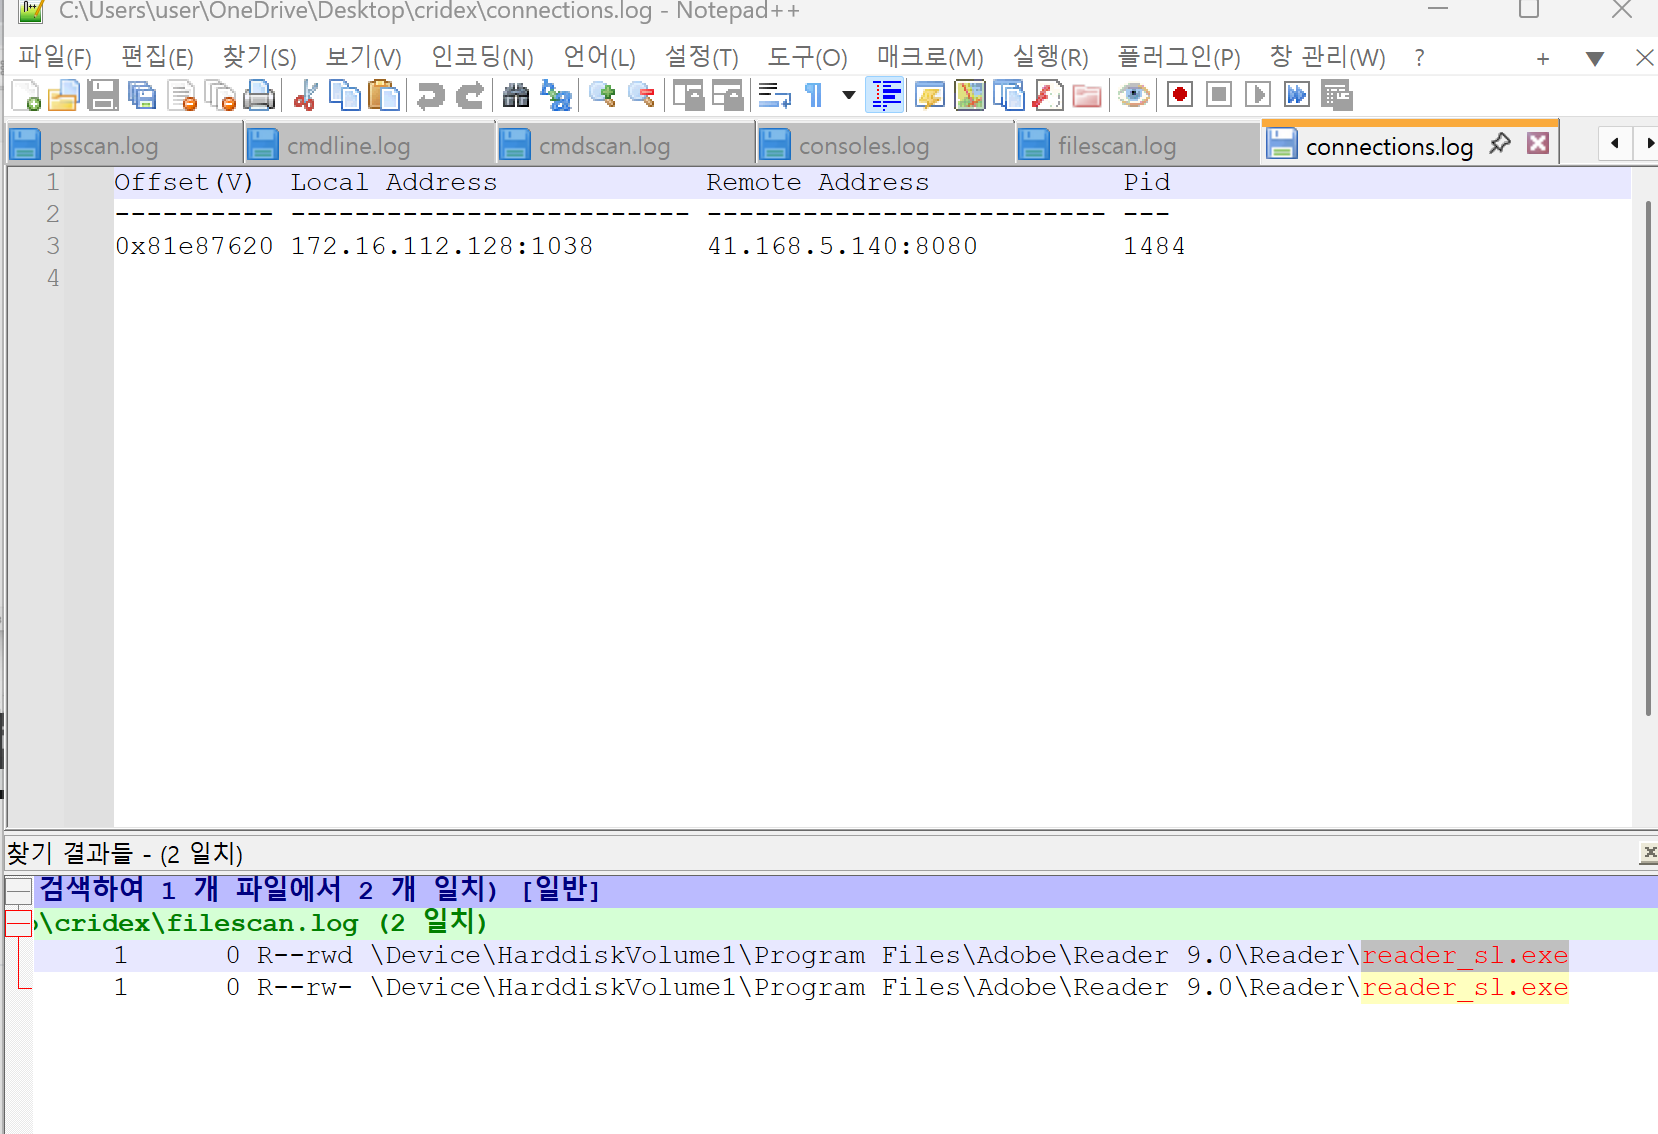 C:\Users\user\OneDrive\Desktop\cridex\connections.log - Notepad++
파일(F) 편집(E) 찾기(S) 보기(V) 인코딩(N) 언어(L) 설정(T) 도구(O) 매크로(M) 실행(R) 플러그인(P) 창 관리(W) ? + ▼ X
psscan.log cmdline.log cmdscan.log consoles.log filescan.log connections.log
1 Offset(V) Local Address Remote Address Pid
2 ---------- ------------------------- ------------------------- ---
3 0x81e87620 172.16.112.128:1038 41.168.5.140:8080 1484
4
찾기 결과들 - (2 일치)
검색하여 1 개 파일에서 2 개 일치) [일반]
\cridex\filescan.log (2 일치)
1 0 R--rwd \Device\HarddiskVolume1\Program Files\Adobe\Reader 9.0\Reader\reader_sl.exe
1 0 R--rw- \Device\HarddiskVolume1\Program Files\Adobe\Reader 9.0\Reader\reader_sl.exe